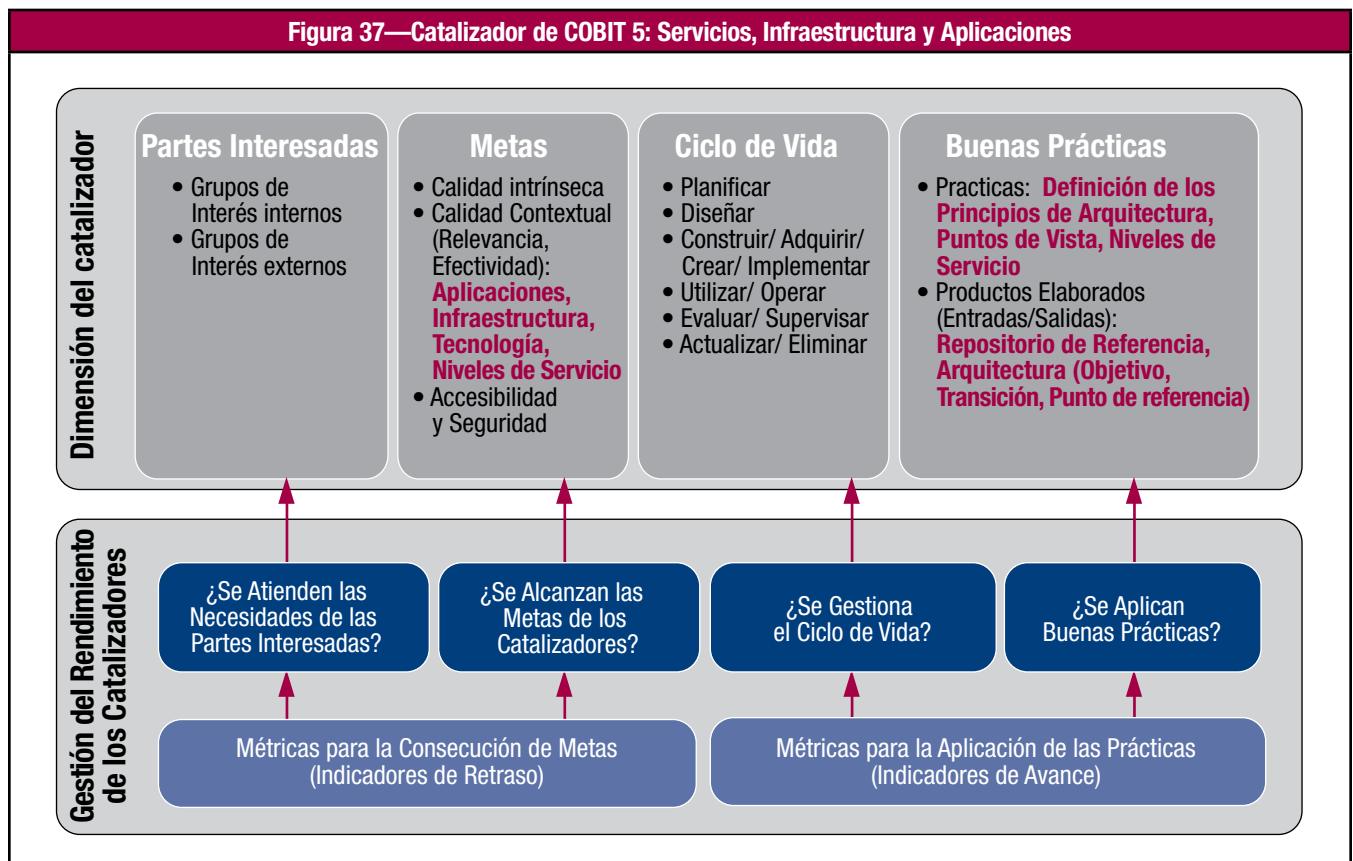 Figura 37—Catalizador de COBIT 5: Servicios, Infraestructura y Aplicaciones
Dimensión del catalizador
Partes Interesadas
• Grupos de
Interés internos
• Grupos de
Interés externos
Metas
• Calidad intrínseca
• Calidad Contextual
(Relevancia,
Efectividad):
Aplicaciones,
Infraestructura,
Tecnología,
Niveles de Servicio
• Accesibilidad
y Seguridad
Ciclo de Vida
• Planificar
• Diseñar
• Construir/ Adquirir/
Crear/ Implementar
• Utilizar/ Operar
• Evaluar/ Supervisar
• Actualizar/ Eliminar
Buenas Prácticas
• Practicas: Definición de los
Principios de Arquitectura,
Puntos de Vista, Niveles de
Servicio
• Productos Elaborados
(Entradas/Salidas):
Repositorio de Referencia,
Arquitectura (Objetivo,
Transición, Punto de referencia)
Gestión del Rendimiento
de los Catalizadores
¿Se Atienden las
Necesidades de las
Partes Interesadas?
¿Se Alcanzan las
Metas de los
Catalizadores?
¿Se Gestiona
el Ciclo de Vida?
¿Se Aplican
Buenas Prácticas?
Métricas para la Consecución de Metas
(Indicadores de Retraso)
Métricas para la Aplicación de las Prácticas
(Indicadores de Avance)